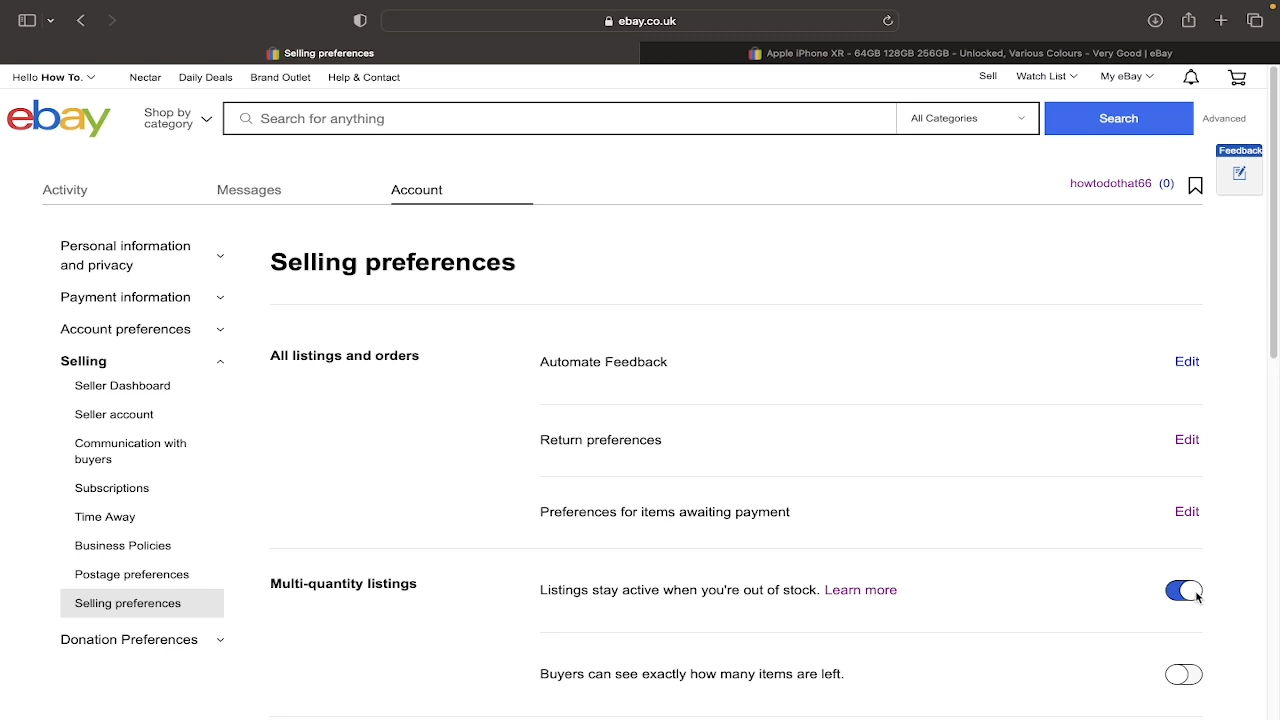 ebay.co.uk
Selling preferences
Apple iPhone XR - 64GB 128GB 256GB - Unlocked, Various Colours - Very Good | eBay
Hello How To. Nectar Daily Deals Brand Outlet Help & Contact Sell Watch List My eBay
ebay
Shop by
category
Search for anything
All Categories
Search
Advanced
Feedback
Activity Messages Account
howtodothat66 (0)
Personal information
and privacy
Payment information
Account preferences
Selling
Seller Dashboard
Seller account
Communication with
buyers
Subscriptions
Time Away
Business Policies
Postage preferences
Selling preferences
Donation Preferences
Selling preferences
All listings and orders
Automate Feedback Edit
Return preferences Edit
Preferences for items awaiting payment Edit
Multi-quantity listings
Listings stay active when you're out of stock. Learn more
Buyers can see exactly how many items are left.